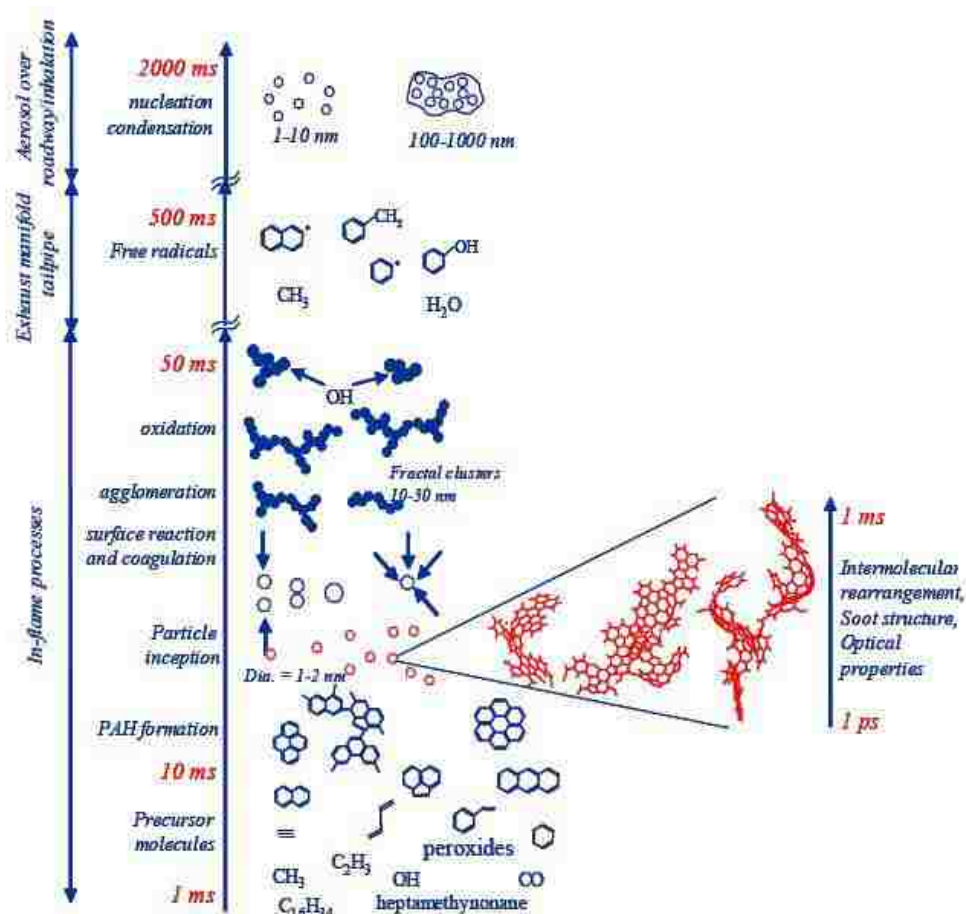 Aerosol over
roadway/inhalation
2000 ms
nucleation
condensation
1-10 nm
100-1000 nm
Exhaust manifold
tailpipe
500 ms
Free radicals
CH2
OH
CH3
H2O
In-flame processes
50 ms
OH
oxidation
Fractal clusters
10-30 nm
agglomeration
surface reaction
and coagulation
Particle
inception
Dia. = 1-2 nm
1 ms
Intermolecular
rearrangement,
Soot structure,
Optical
properties
1 ps
PAH formation
10 ms
Precursor
molecules
C2H3
peroxides
CH3
OH
CO
1 ms
C16H34
heptamethynonane